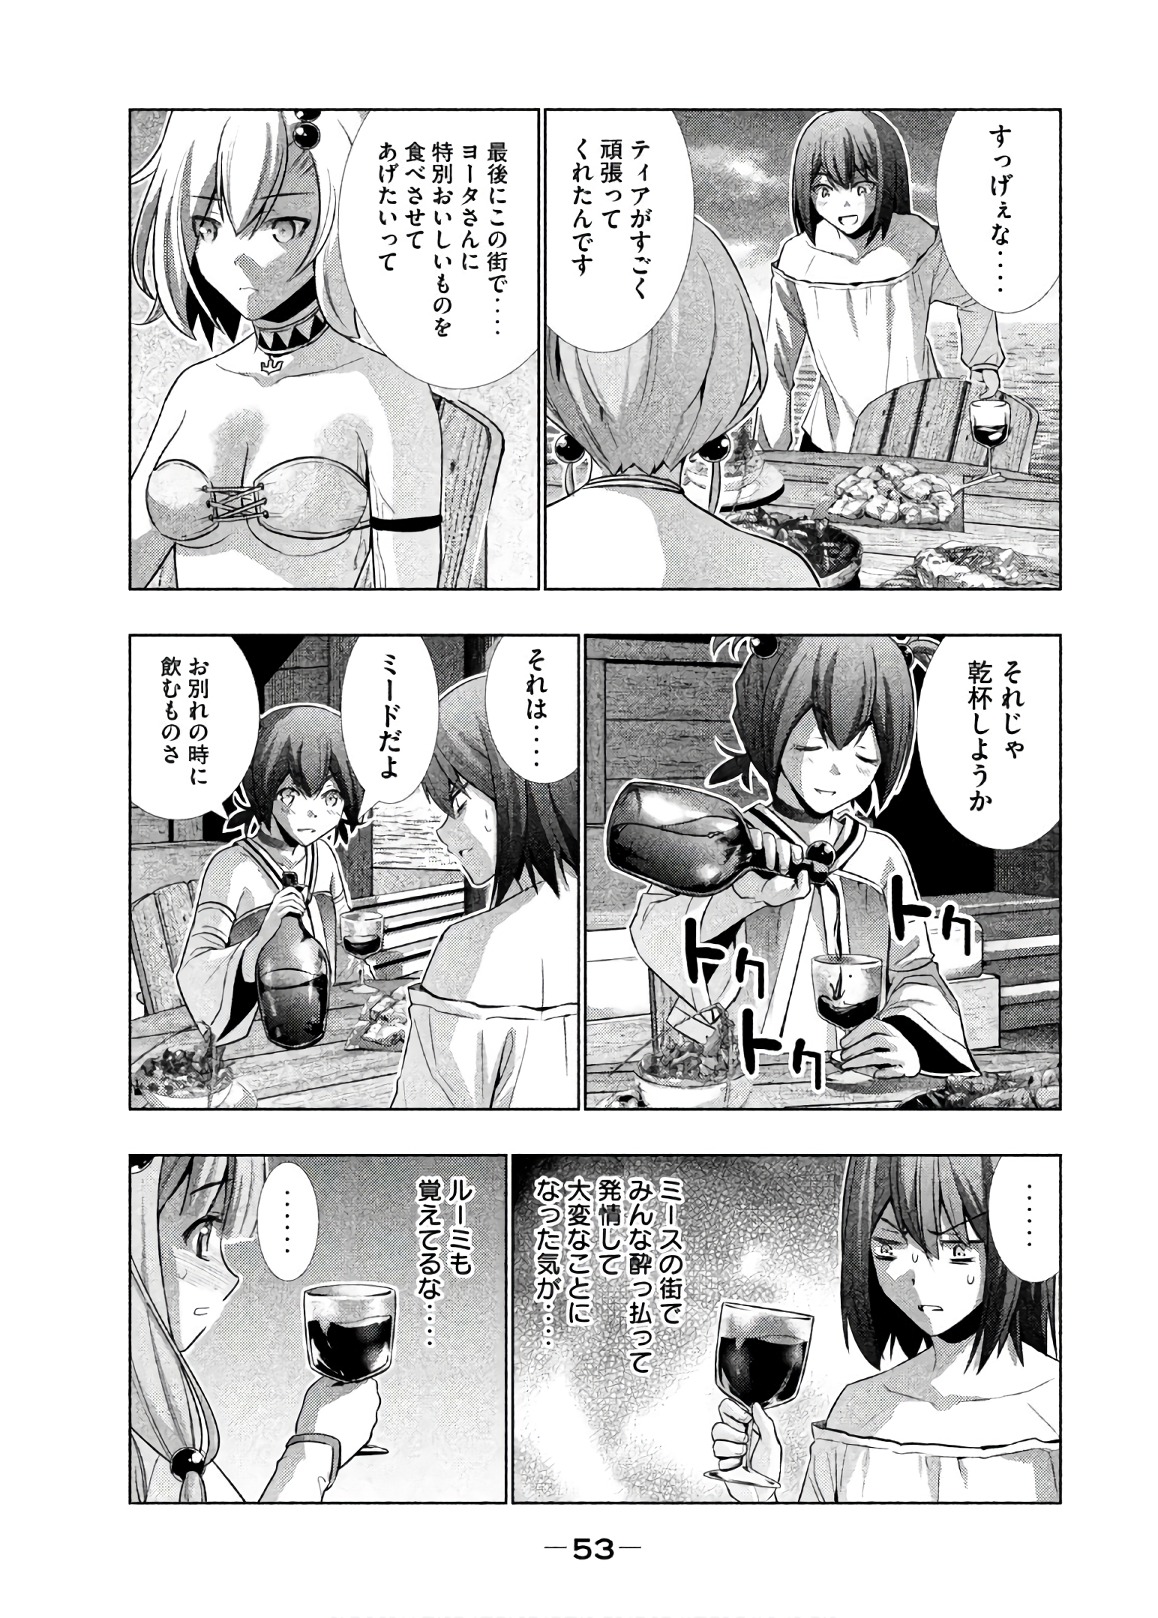 すっげぇな‥‥
ティアがすごく
頑張って
くれたんです
最後にこの街で‥‥
ヨータさんに
特別おいしいものを
食べさせて
あげたいって
それじゃ
乾杯しようか
トク
トク
トク
それは‥‥
ミードだよ
お別れの時に
飲むものさ
‥‥‥
ミースの街で
みんな酔っ払って
発情して
大変なことに
なった気が‥‥
ルーミも
覚えてるな‥‥
‥‥‥
—53—